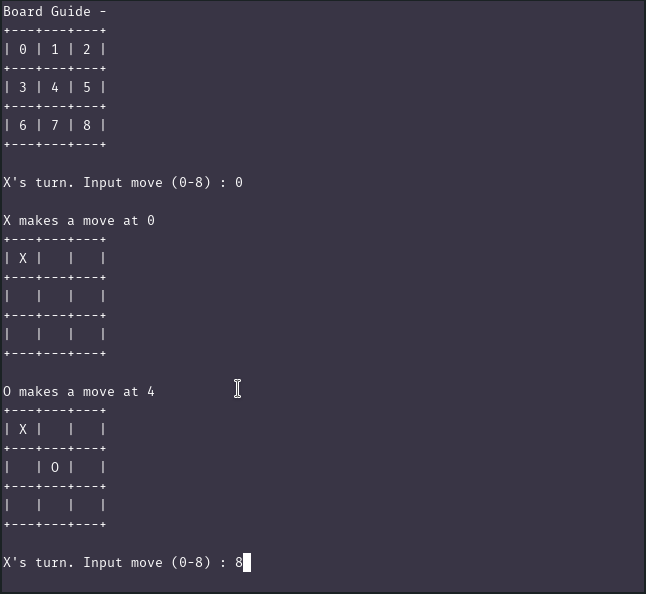 Board Guide -
+---+---+---+
| 0 | 1 | 2 |
+---+---+---+
| 3 | 4 | 5 |
+---+---+---+
| 6 | 7 | 8 |
+---+---+---+
X's turn. Input move (0-8) : 0
X makes a move at 0
+---+---+---+
| X |   |   |
+---+---+---+
|   |   |   |
+---+---+---+
|   |   |   |
+---+---+---+
O makes a move at 4
+---+---+---+
| X |   |   |
+---+---+---+
|   | O |   |
+---+---+---+
|   |   |   |
+---+---+---+
X's turn. Input move (0-8) : 8